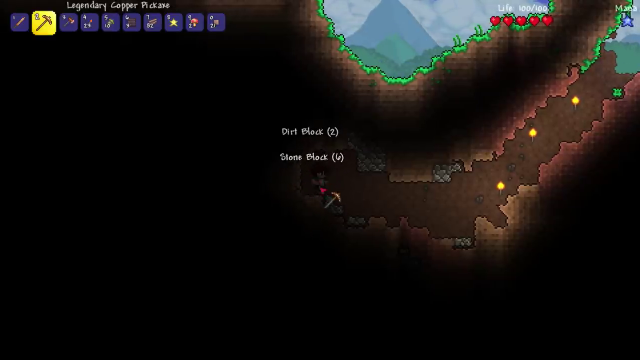 Legendary Copper Pickaxe
Life 100/100
Mana
Dirt Block (2)
Stone Block (6)